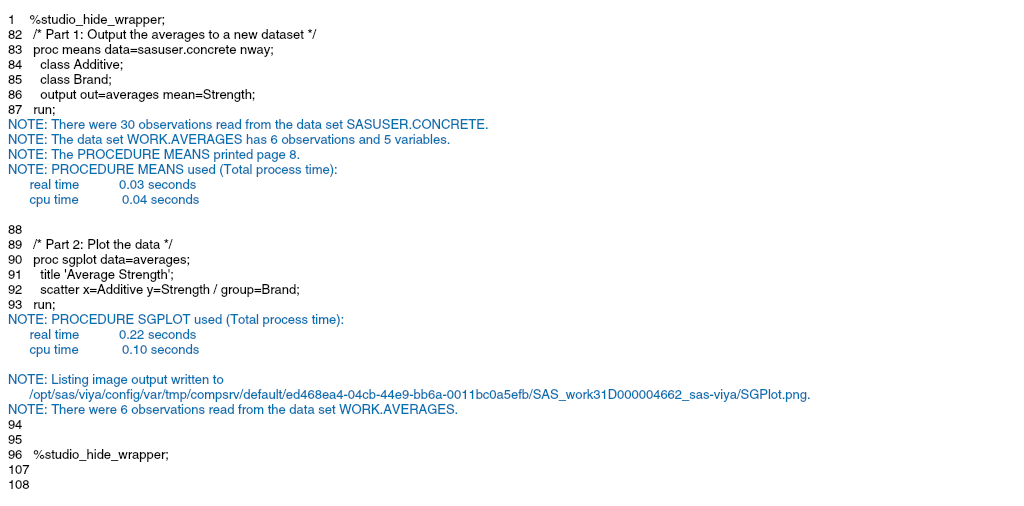 1    %studio_hide_wrapper;
82   /* Part 1: Output the averages to a new dataset */
83   proc means data=sasuser.concrete nway;
84     class Additive;
85     class Brand;
86     output out=averages mean=Strength;
87   run;
NOTE: There were 30 observations read from the data set SASUSER.CONCRETE.
NOTE: The data set WORK.AVERAGES has 6 observations and 5 variables.
NOTE: The PROCEDURE MEANS printed page 8.
NOTE: PROCEDURE MEANS used (Total process time):
      real time           0.03 seconds
      cpu time            0.04 seconds
88
89   /* Part 2: Plot the data */
90   proc sgplot data=averages;
91     title 'Average Strength';
92     scatter x=Additive y=Strength / group=Brand;
93   run;
NOTE: PROCEDURE SGPLOT used (Total process time):
      real time           0.22 seconds
      cpu time            0.10 seconds
NOTE: Listing image output written to
      /opt/sas/viya/config/var/tmp/compsrv/default/ed468ea4-04cb-44e9-bb6a-0011bc0a5efb/SAS_work31D000004662_sas-viya/SGPlot.png.
NOTE: There were 6 observations read from the data set WORK.AVERAGES.
94
95
96   %studio_hide_wrapper;
107
108